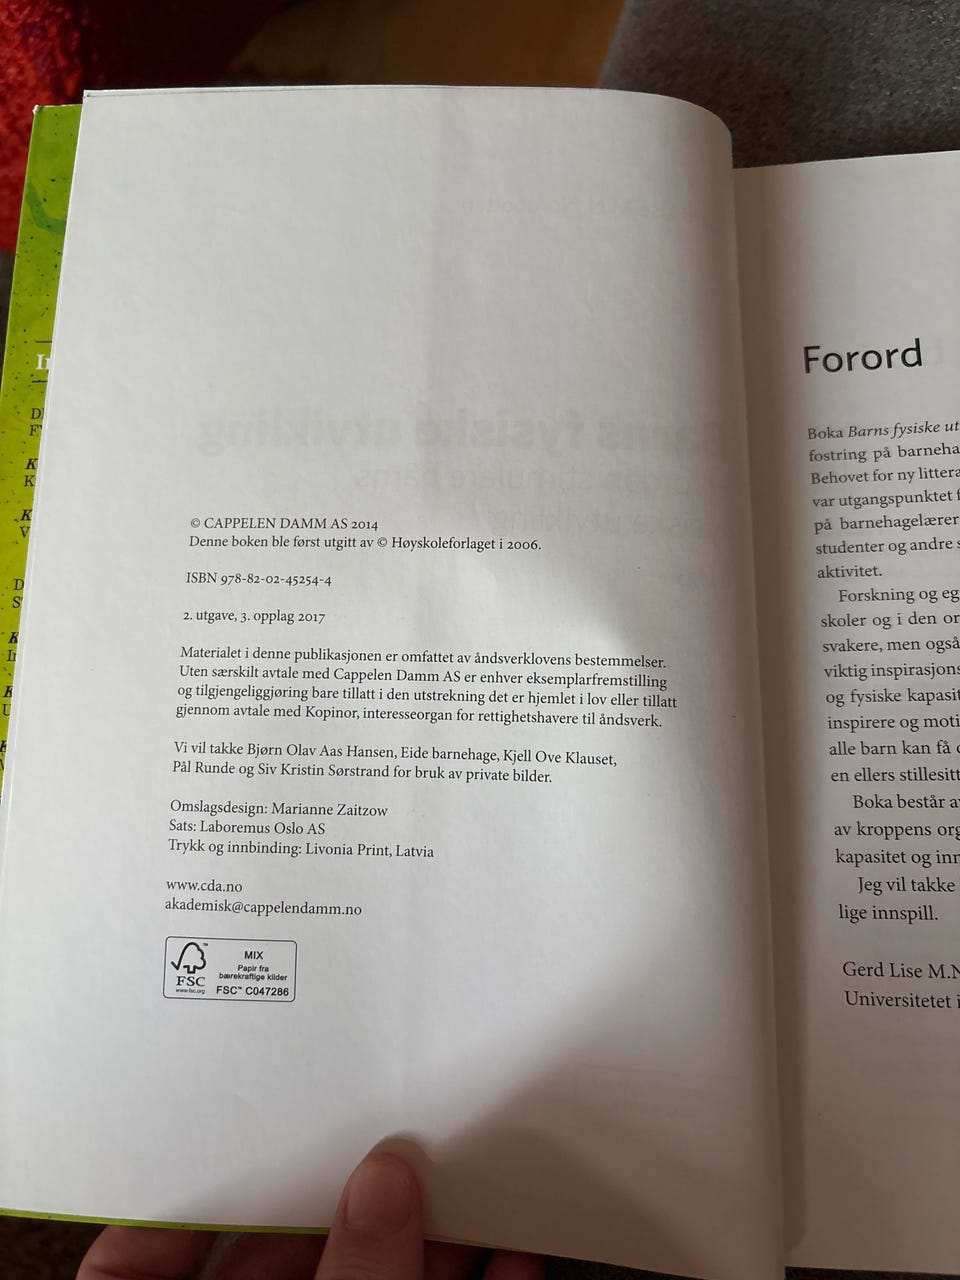 © CAPPELEN DAMM AS 2014
Denne boken ble først utgitt av © Høyskoleforlaget i 2006.
ISBN 978-82-02-45254-4
2. utgave, 3. opplag 2017
Materialet i denne publikasjonen er omfattet av åndsverklovens bestemmelser.
Uten særskilt avtale med Cappelen Damm AS er enhver eksemplarfremstilling
og tilgjengeliggjøring bare tillatt i den utstrekning det er hjemlet i lov eller tillatt
gjennom avtale med Kopinor, interesseorgan for rettighetshavere til åndsverk.
Vi vil takke Bjørn Olav Aas Hansen, Eide barnehage, Kjell Ove Klauset,
Pål Runde og Siv Kristin Sørstrand for bruk av private bilder.
Omslagsdesign: Marianne Zaitzow
Sats: Laboremus Oslo AS
Trykk og innbinding: Livonia Print, Latvia
www.cda.no
akademisk@cappelendamm.no
FSC
www.fsc.org
MIX
Papir fra
bærekraftige kilder
FSC™ C047286
Forord
Boka Barns fysiske ut
fostring på barneha
Behovet for ny littera
var utgangspunktet f
på barnehagelærer
studenter og andre s
aktivitet.
Forskning og eg
skoler og i den or
svakere, men også
viktig inspirasjons
og fysiske kapasit
inspirere og moti
alle barn kan få
en ellers stillesitt
Boka består a
av kroppens org
kapasitet og inn
Jeg vil takke
lige innspill.
Gerd Lise M.N
Universitetet i